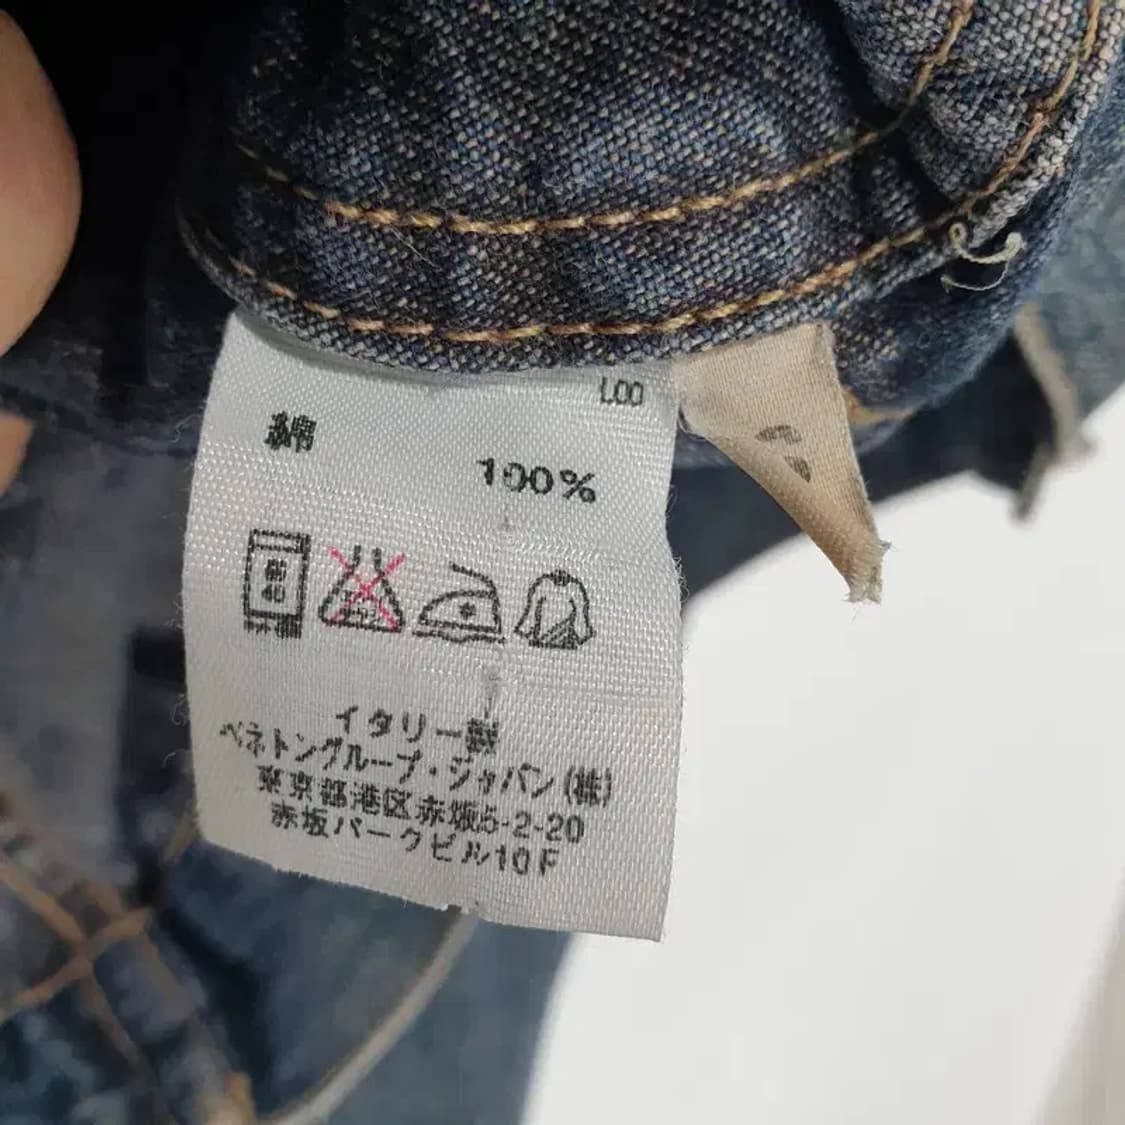 L00
綿
100%
弱
40
イタリー製
ベネトングループ・ジャパン(株)
東京都港区赤坂5-2-20
赤坂パークビル10F